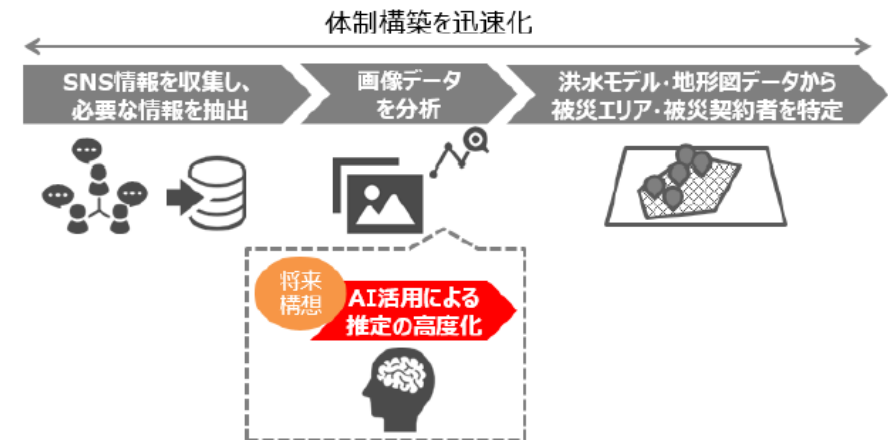 体制構築を迅速化
SNS情報を収集し、
必要な情報を抽出
画像データ
を分析
洪水モデル・地形図データから
被災エリア・被災契約者を特定
将来
構想
AI活用による
推定の高度化